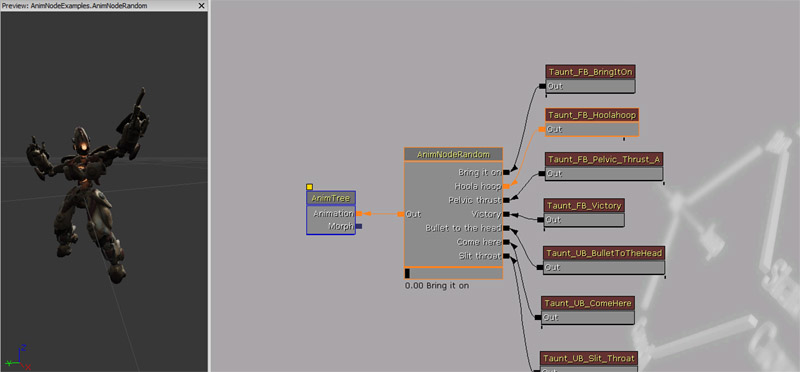 Preview: AnimNodeExamples.AnimNodeRandom
Taunt_FB_BringItOn
Out
Taunt_FB_Hoolahoop
Out
AnimNodeRandom
Bring it on
Hoola hoop
Pelvic thrust
Victory
Bullet to the head
Come here
Slit throat
Out
0.00 Bring it on
Taunt_FB_Pelvic_Thrust_A
Out
AnimTree
Animation
Morph
Taunt_FB_Victory
Out
Taunt_UB_BulletToTheHead
Out
Taunt_UB_ComeHere
Out
Taunt_UB_Slit_Throat
Out
Z
Y
X